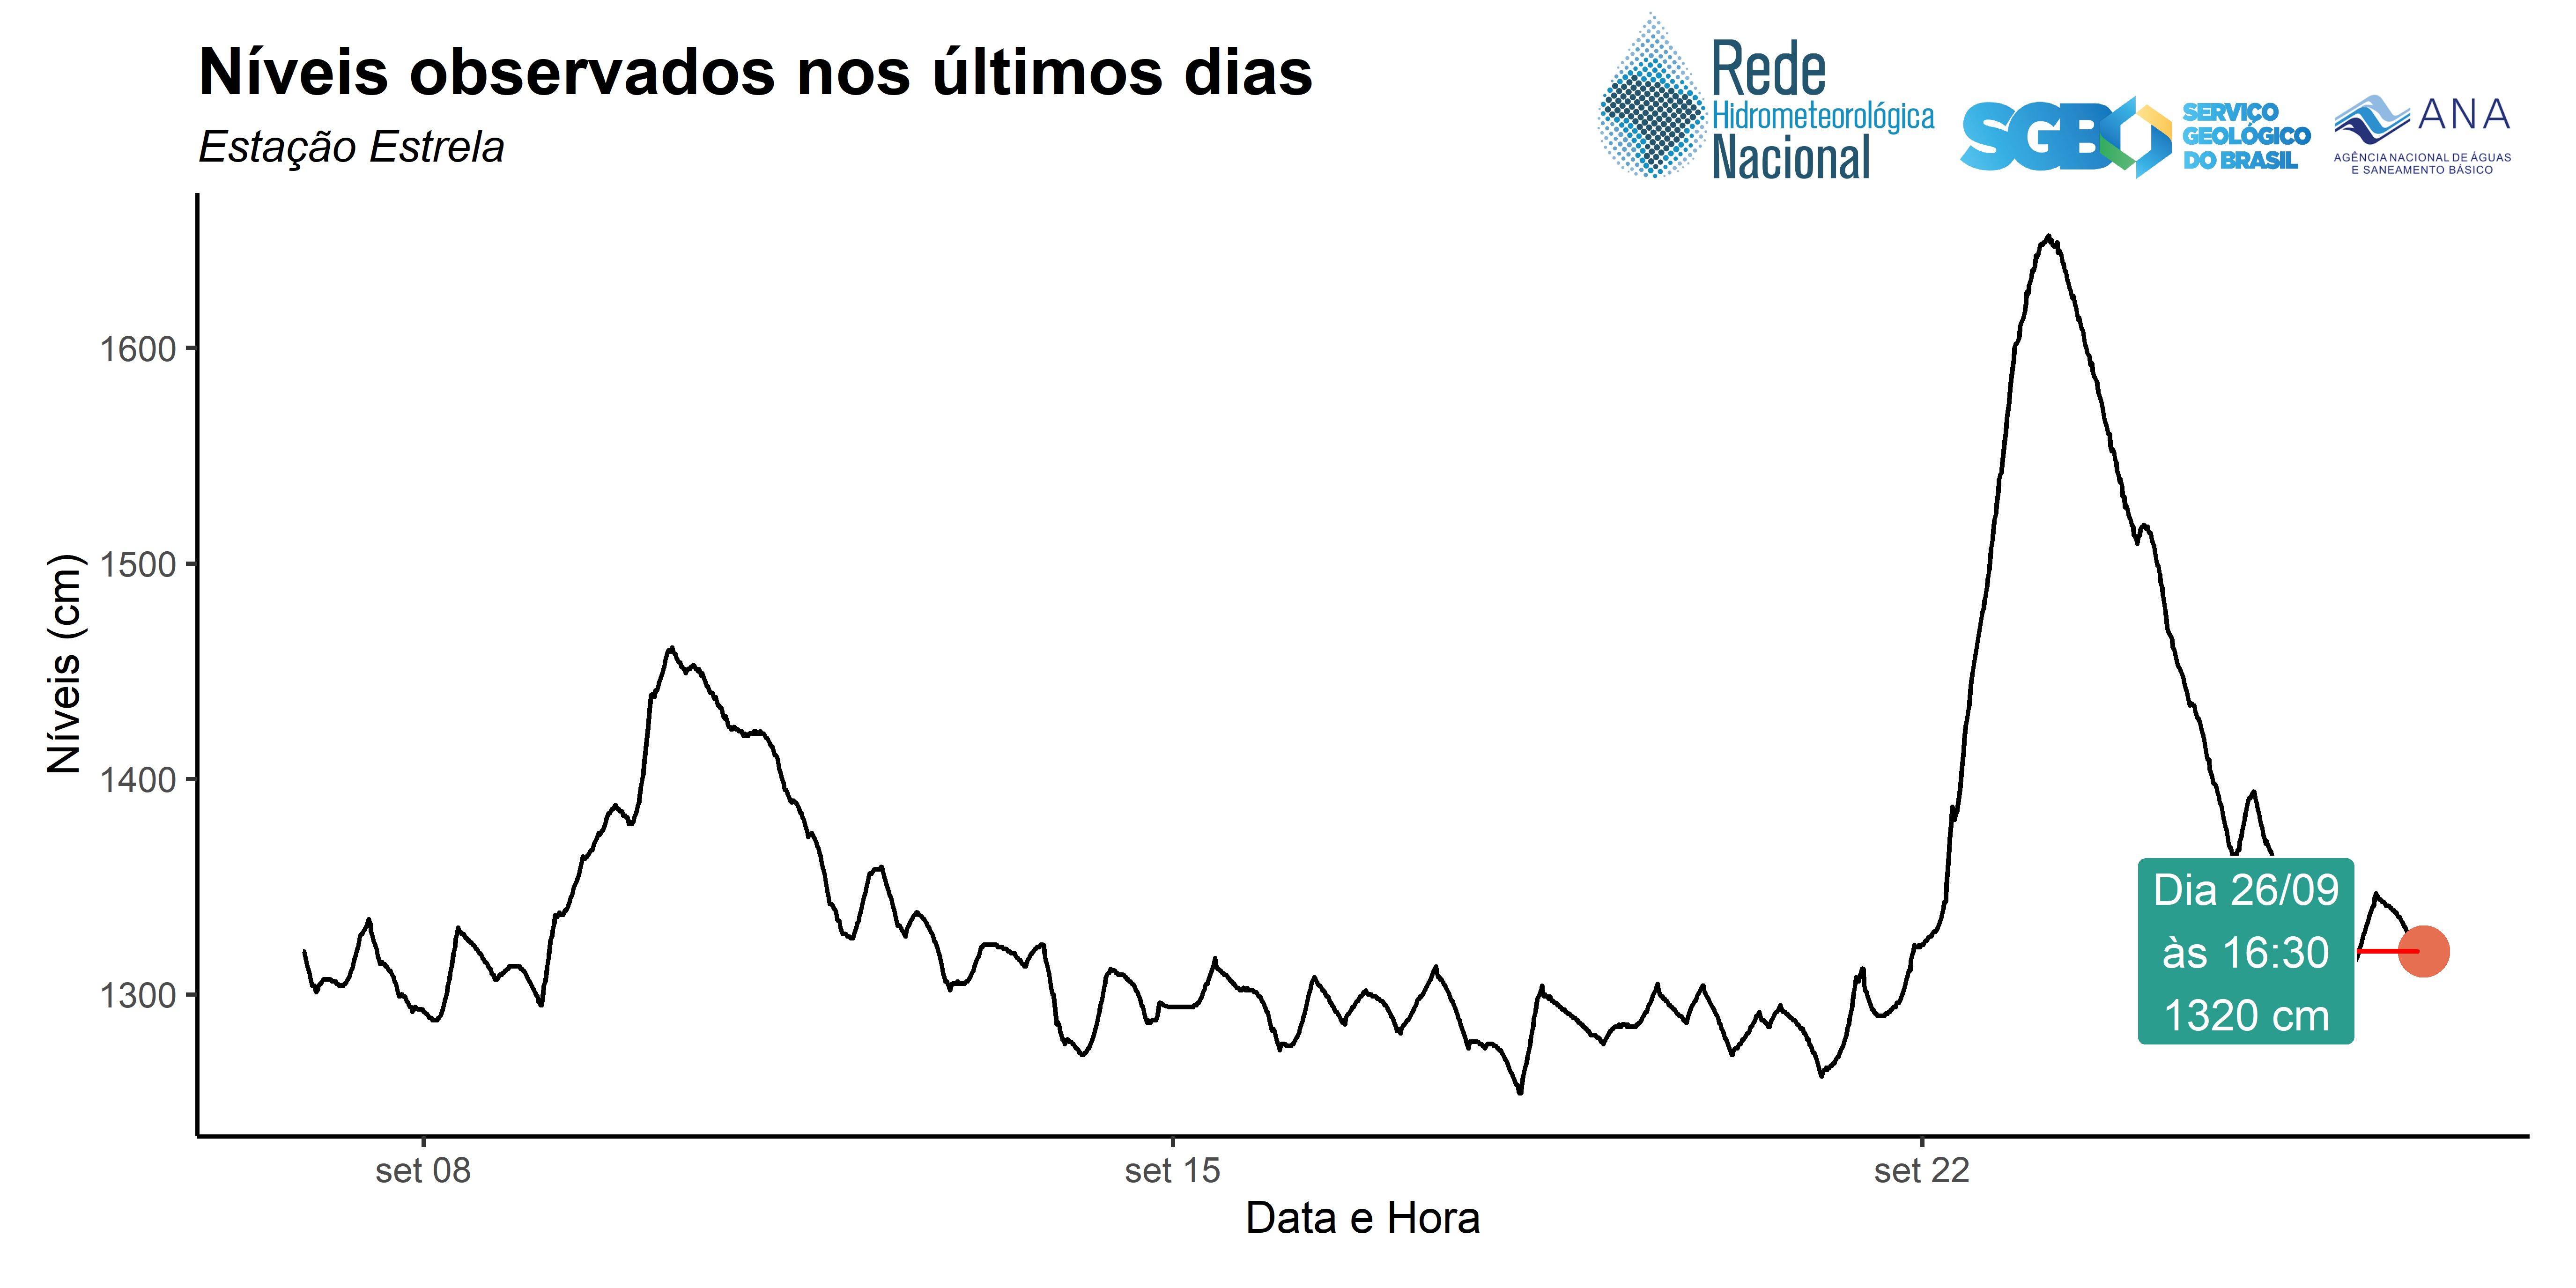 Níveis observados nos últimos dias
Estação Estrela
Rede
Hidrometeorológica
Nacional
SGB
SERVIÇO
GEOLÓGICO
DO BRASIL
ANA
AGÊNCIA NACIONAL DE ÁGUAS
E SANEAMENTO BÁSICO
Níveis (cm)
1600
1500
1400
1300
Dia 26/09
às 16:30
1320 cm
set 08
set 15
set 22
Data e Hora